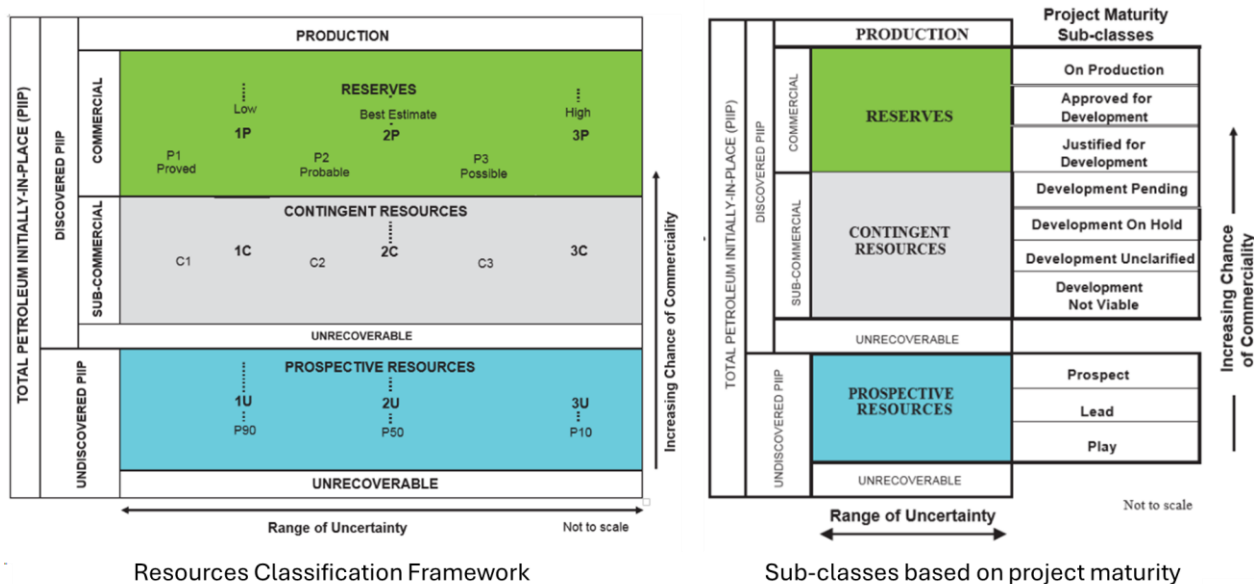 TOTAL PETROLEUM INITIALLY-IN-PLACE (PIIP)
DISCOVERED PIIP
COMMERCIAL
SUB-COMMERCIAL
UNDISCOVERED PIIP
PRODUCTION
RESERVES
Low
Best Estimate
High
1P
2P
3P
P1
Proved
P2
Probable
P3
Possible
CONTINGENT RESOURCES
1C
2C
3C
C1
C2
C3
UNRECOVERABLE
PROSPECTIVE RESOURCES
1U
2U
3U
P90
P50
P10
UNRECOVERABLE
Increasing Chance of Commerciality
Range of Uncertainty
Not to scale
Resources Classification Framework
TOTAL PETROLEUM INITIALLY-IN-PLACE (PIIP)
DISCOVERED PIIP
COMMERCIAL
SUB-COMMERCIAL
UNDISCOVERED PIIP
PRODUCTION
RESERVES
CONTINGENT
RESOURCES
UNRECOVERABLE
PROSPECTIVE
RESOURCES
UNRECOVERABLE
Project Maturity
Sub-classes
On Production
Approved for
Development
Justified for
Development
Development Pending
Development On Hold
Development Unclarified
Development
Not Viable
Prospect
Lead
Play
Increasing Chance
of Commerciality
Range of Uncertainty
Not to scale
Sub-classes based on project maturity